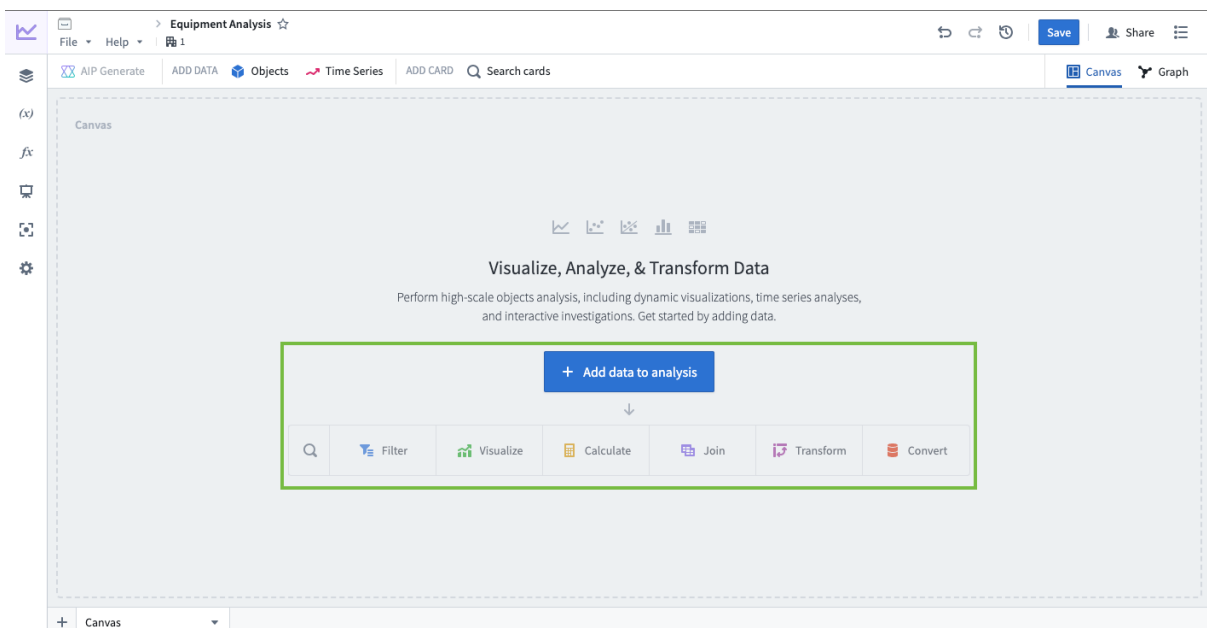 > Equipment Analysis
File Help 1
Save
Share
AIP Generate ADD DATA Objects Time Series ADD CARD Search cards
Canvas Graph
(x)
fx
Canvas
Visualize, Analyze, & Transform Data
Perform high-scale objects analysis, including dynamic visualizations, time series analyses,
and interactive investigations. Get started by adding data.
+ Add data to analysis
Filter Visualize Calculate Join Transform Convert
+ Canvas